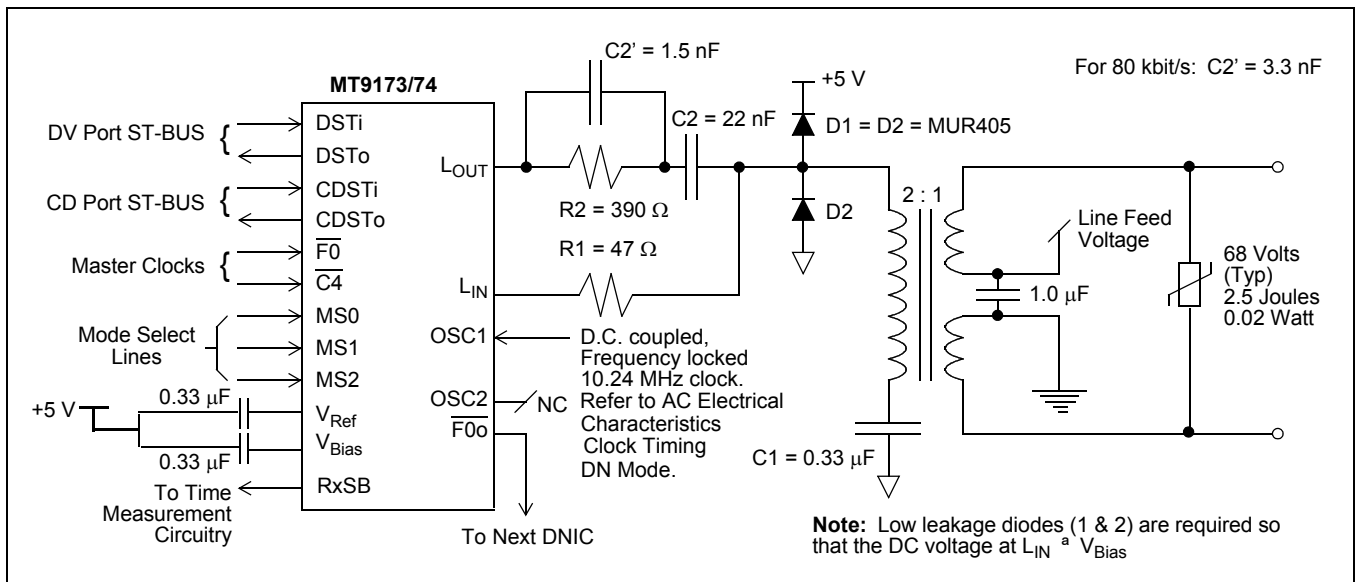 C2’ = 1.5 nF
For 80 kbit/s: C2’ = 3.3 nF
MT9173/74
+5 V
DV Port ST-BUS {
DSTi
DSTo
C2 = 22 nF
D1 = D2 = MUR405
LOUT
CD Port ST-BUS {
CDSTi
CDSTo
R2 = 390 Ω
D2
2 : 1
Line Feed
Voltage
Master Clocks {
F0
C4
R1 = 47 Ω
68 Volts
(Typ)
2.5 Joules
0.02 Watt
LIN
1.0 μF
Mode Select
Lines
MS0
MS1
MS2
OSC1
D.C. coupled,
Frequency locked
10.24 MHz clock.
Refer to AC Electrical
Characteristics
Clock Timing
DN Mode.
OSC2
NC
F0o
0.33 μF
+5 V
VRef
VBias
0.33 μF
C1 = 0.33 μF
RxSB
To Time
Measurement
Circuitry
To Next DNIC
Note: Low leakage diodes (1 & 2) are required so
that the DC voltage at LIN a VBias